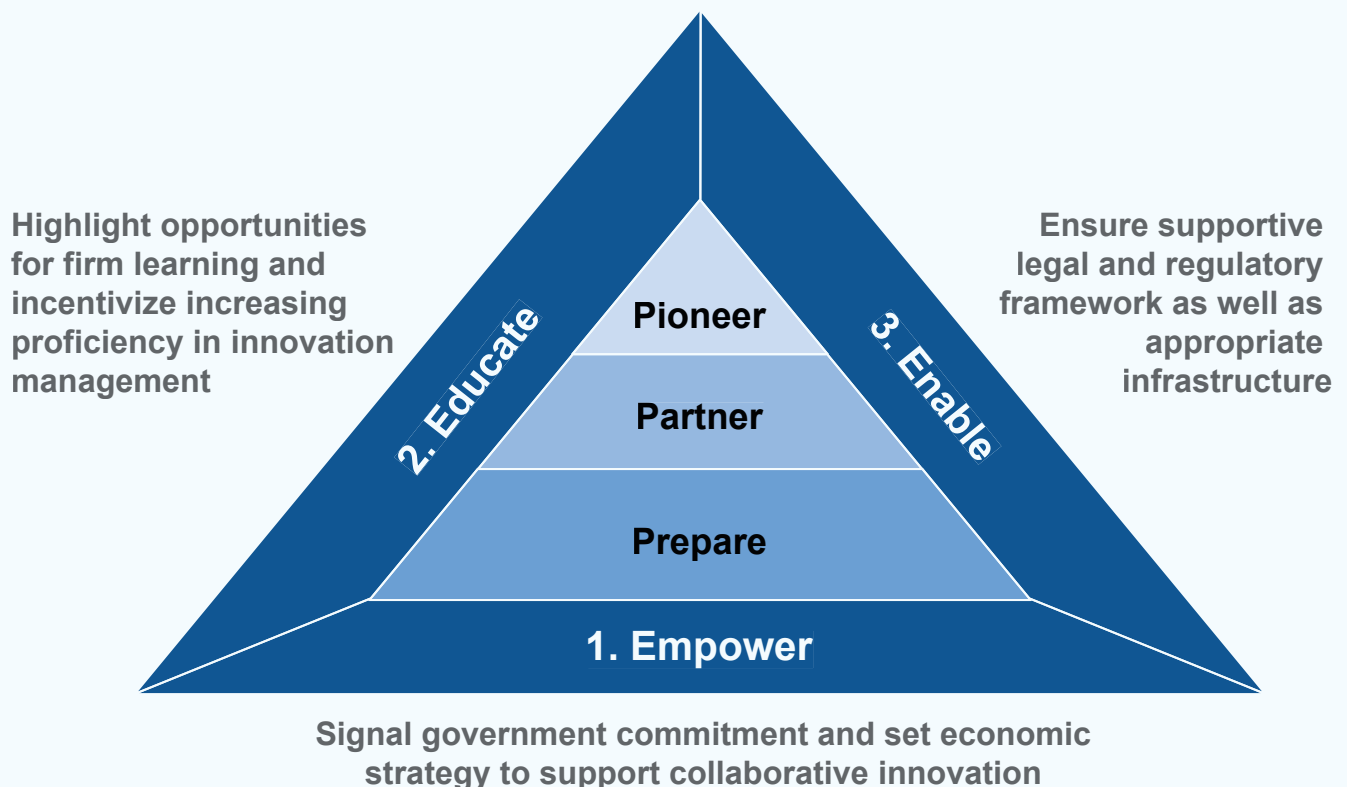 Highlight opportunities
for firm learning and
incentivize increasing
proficiency in innovation
management
2. Educate
Pioneer
Partner
Prepare
3. Enable
Ensure supportive
legal and regulatory
framework as well as
appropriate
infrastructure
1. Empower
Signal government commitment and set economic
strategy to support collaborative innovation